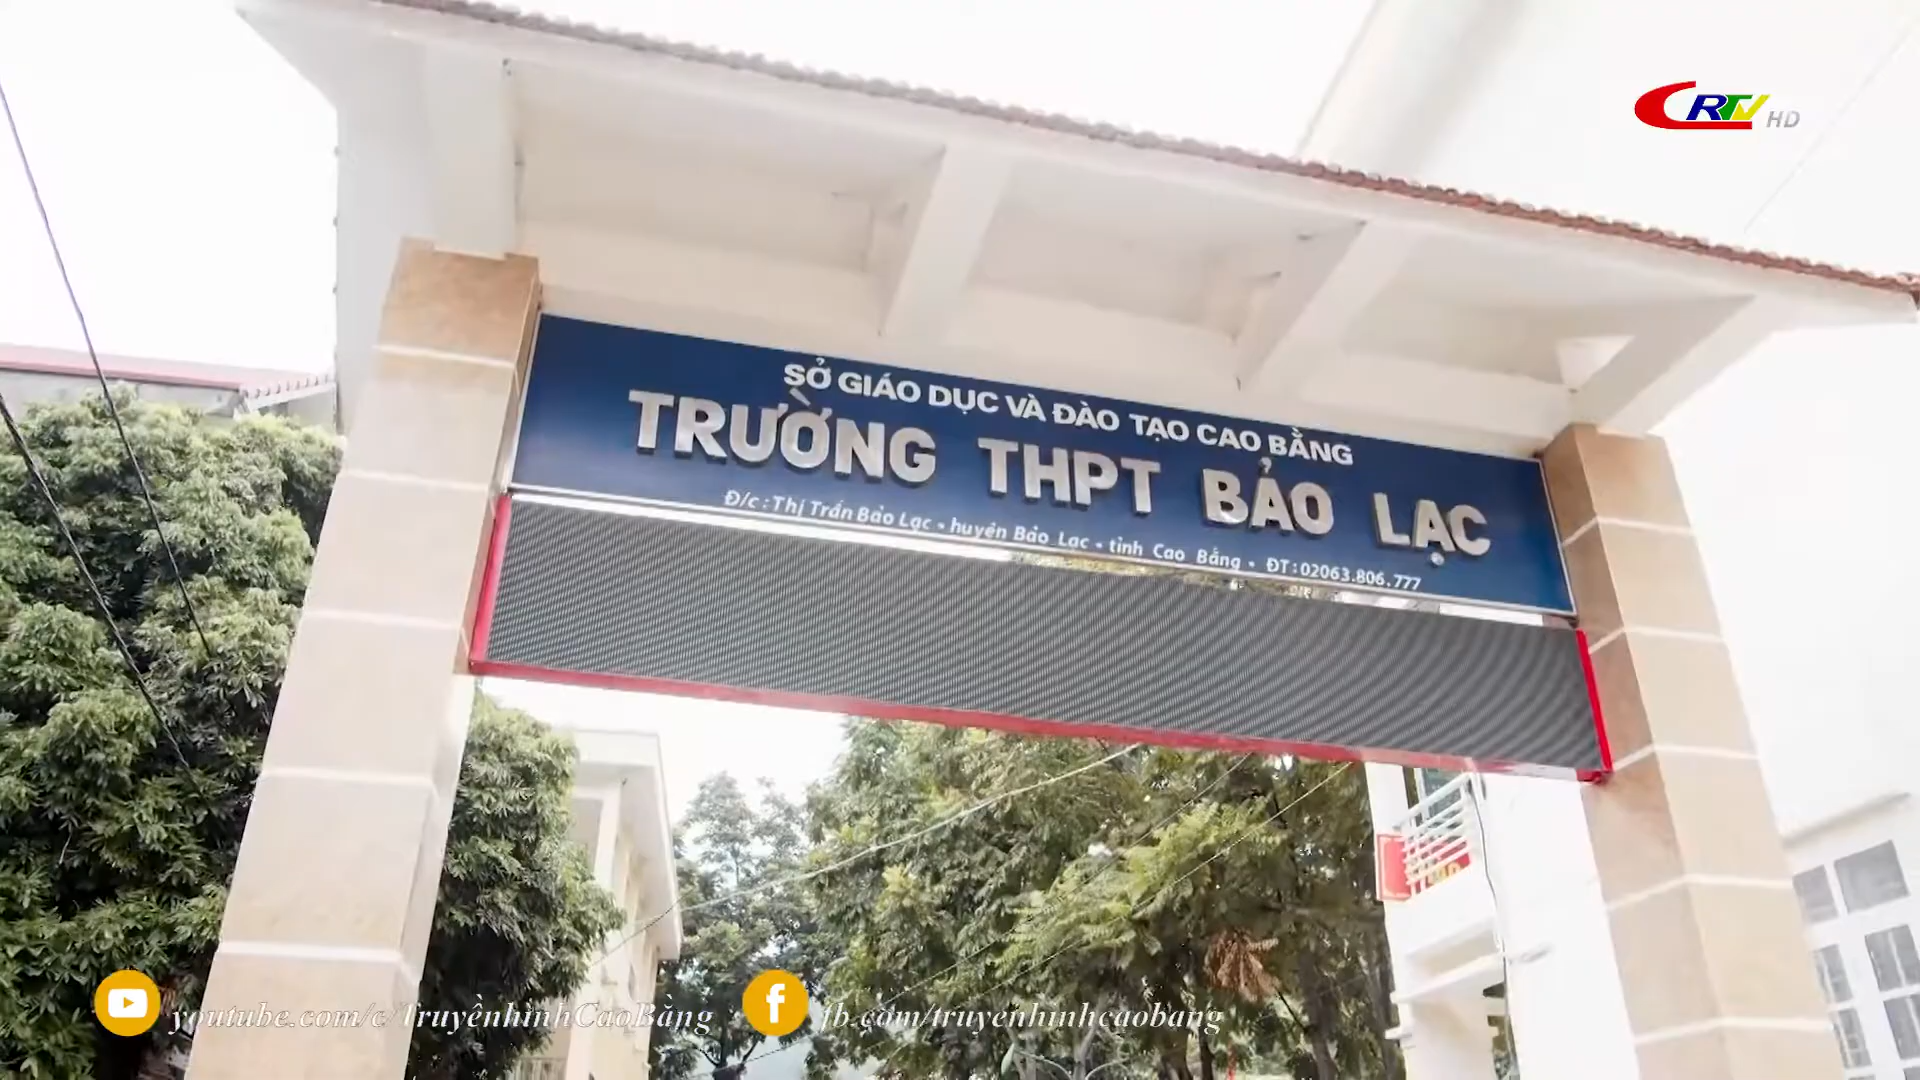 CRTV HD
SỞ GIÁO DỤC VÀ ĐÀO TẠO CAO BẰNG
TRƯỜNG THPT BẢO LẠC
Đ/c : Thị Trấn Bảo Lạc - huyện Bảo Lạc - tỉnh Cao Bằng - ĐT : 02063.806.777
youtube.com/c/TruyềnhìnhCaoBằng
fb.com/truyenhinhcaobang